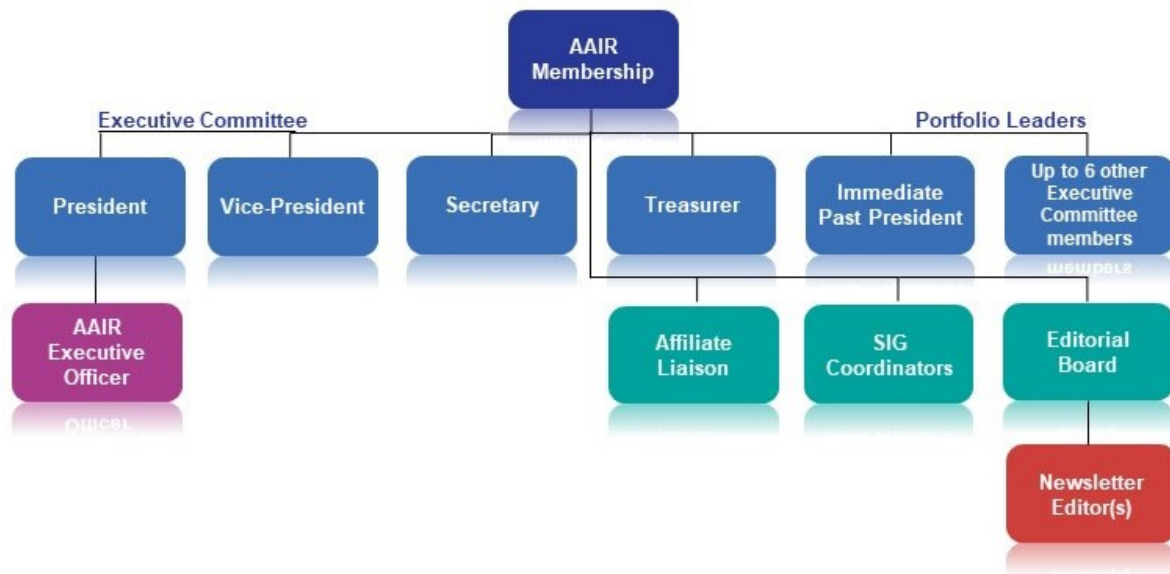 AAIR
Membership
Executive Committee
Portfolio Leaders
President
Vice-President
Secretary
Treasurer
Immediate
Past President
Up to 6 other
Executive
Committee
members
AAIR
Executive
Officer
Affiliate
Liaison
SIG
Coordinators
Editorial
Board
Newsletter
Editor(s)